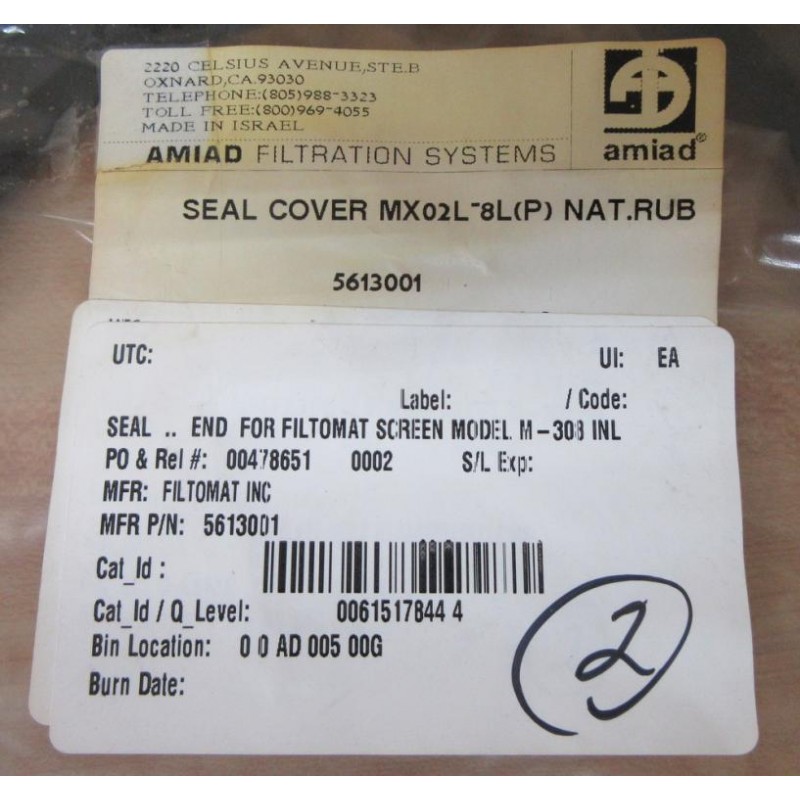 2220 CELSIUS AVENUE,STE.B
OXNARD,CA.93030
TELEPHONE:(805)988-3323
TOLL FREE:(800)969-4055
MADE IN ISRAEL
AMIAD FILTRATION SYSTEMS
amiad®
SEAL COVER MX02L-8L(P) NAT.RUB
5613001
UTC: UI: EA
Label: / Code:
SEAL .. END FOR FILTOMAT SCREEN MODEL M-308 INL
PO & Rel #: 00478651 0002 S/L Exp:
MFR: FILTOMAT INC
MFR P/N: 5613001
Cat_Id :
Cat_Id / Q_Level: 0061517844 4
Bin Location: 0 0 AD 005 00G
Burn Date:
2